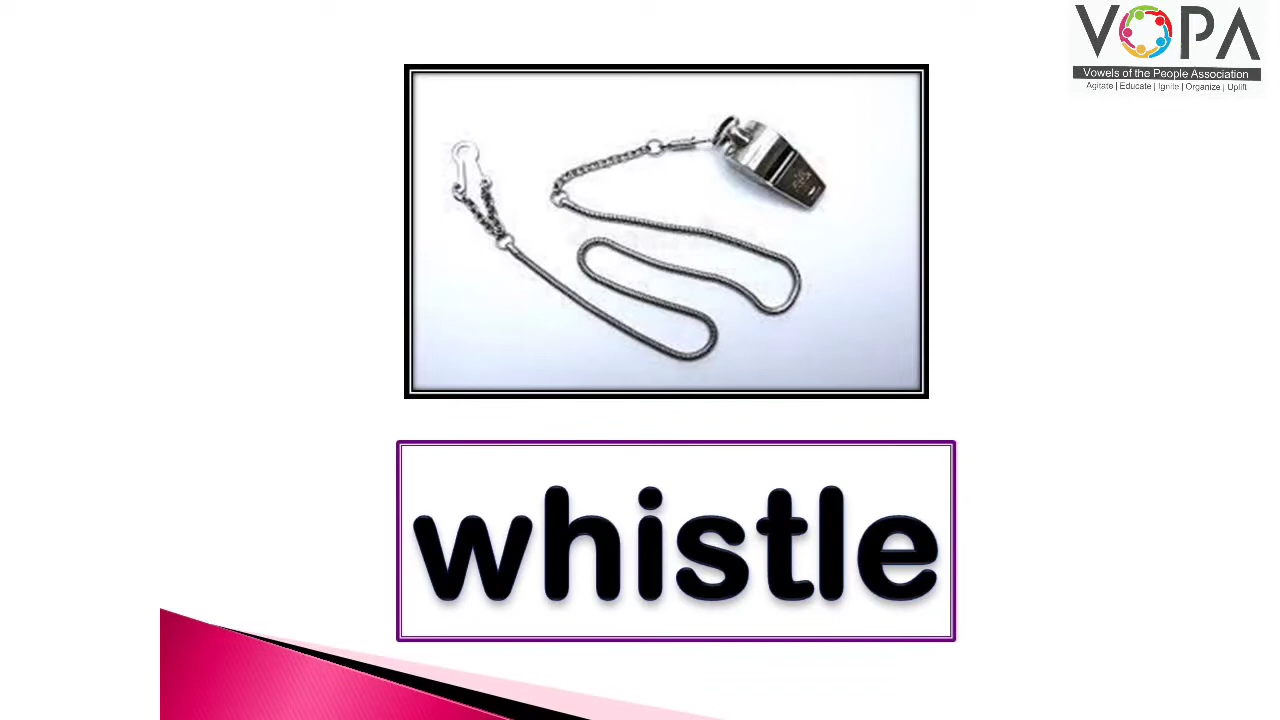 VOPA
Vowels of the People Association
Agitate | Educate | Ignite | Organize | Uplift
whistle